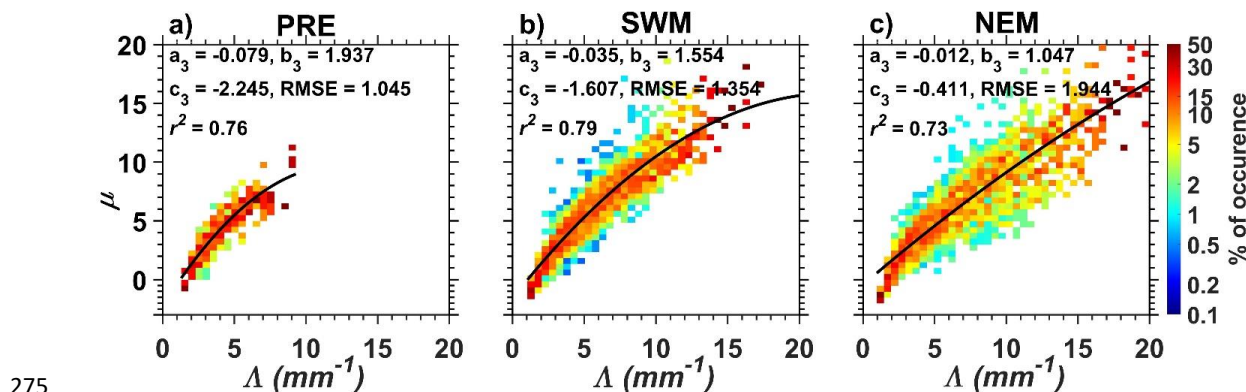 a) PRE
b) SWM
c) NEM
a3 = -0.079, b3 = 1.937
c3 = -2.245, RMSE = 1.045
r² = 0.76
a3 = -0.035, b3 = 1.554
c3 = -1.607, RMSE = 1.354
r² = 0.79
a3 = -0.012, b3 = 1.047
c3 = -0.411, RMSE = 1.944
r² = 0.73
20
15
10
5
0
μ
0 5 10 15 20
0 5 10 15 20
0 5 10 15 20
Λ (mm⁻¹)
Λ (mm⁻¹)
Λ (mm⁻¹)
50
30
15
10
5
2
1
0.5
0.2
0.1
% of occurence
275